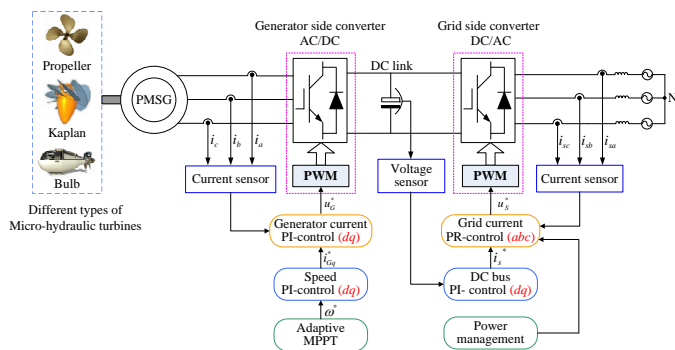 Generator side converter
AC/DC
Grid side converter
DC/AC
Propeller
Kaplan
Bulb
Different types of
Micro-hydraulic turbines
PMSG
DC link
N
i_c
i_b
i_a
i_sc
i_sb
i_sa
Current sensor
PWM
Voltage
sensor
PWM
Current sensor
u_G^*
u_S^*
Generator current
PI-control (dq)
Grid current
PR-control (abc)
i_Gq^*
i_s^*
Speed
PI-control (dq)
DC bus
PI- control (dq)
ω^*
Adaptive
MPPT
Power
management